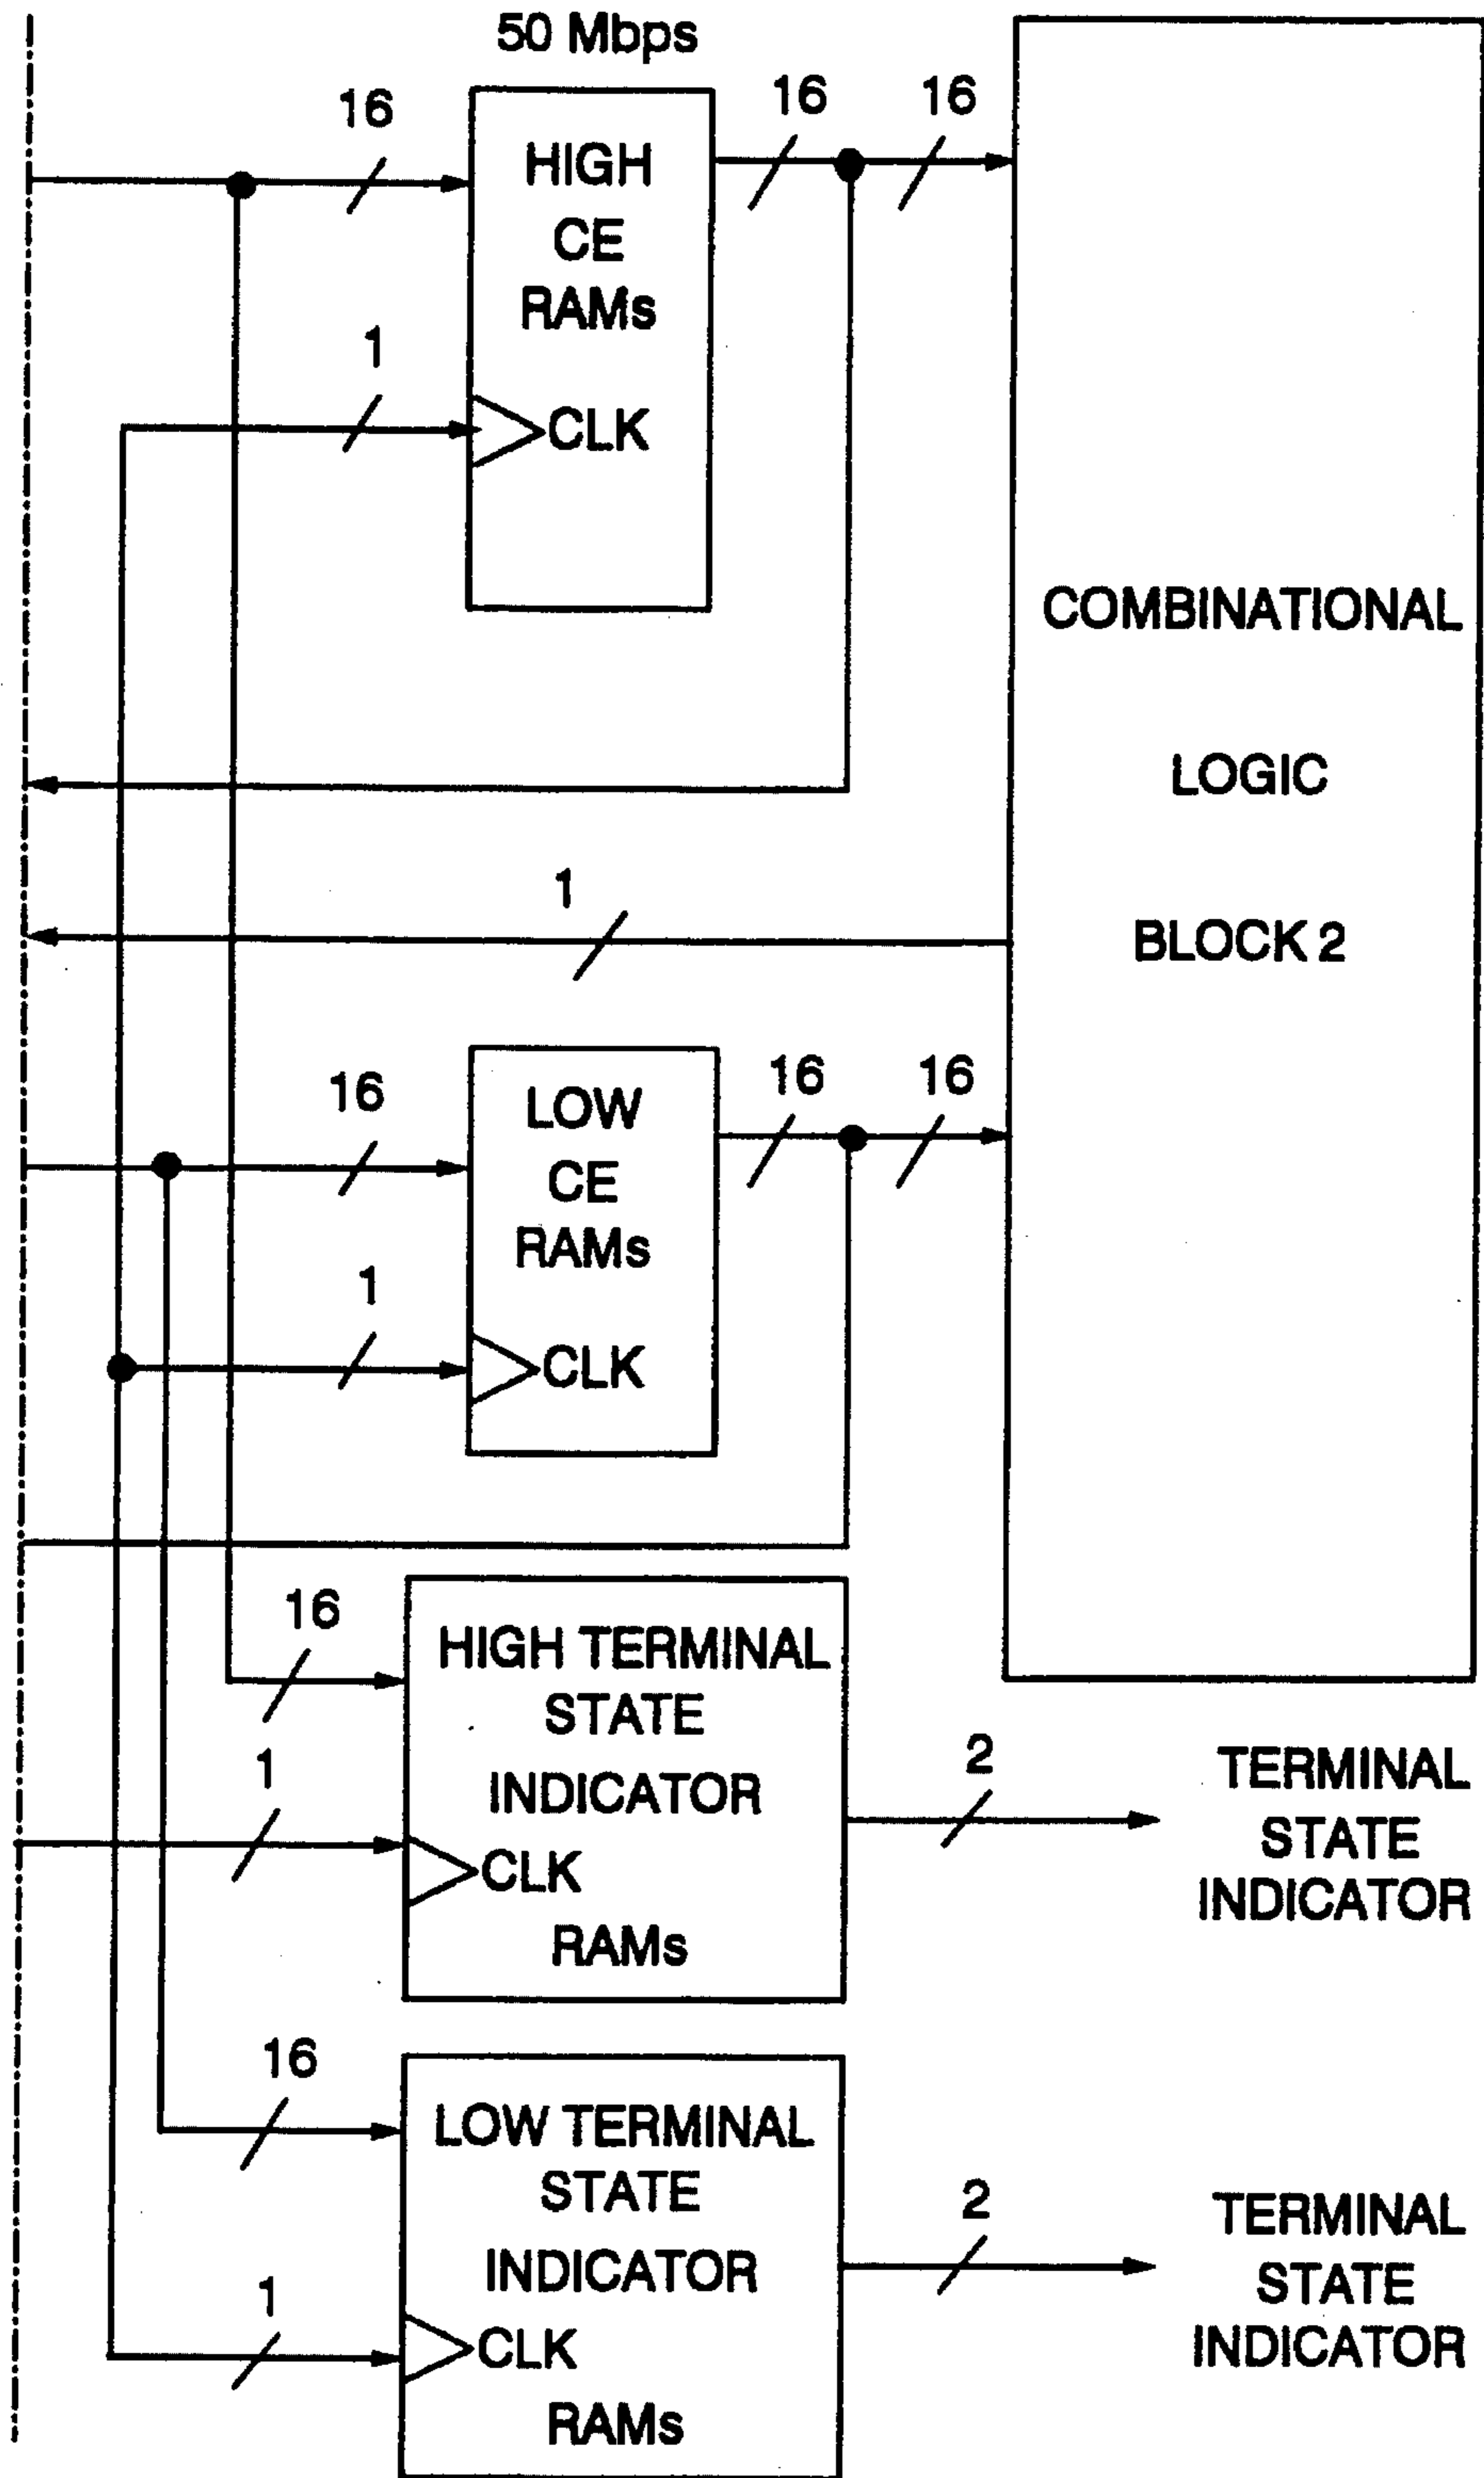 50 Mbps
16
16
16
HIGH
CE
RAMs
1
CLK
COMBINATIONAL
LOGIC
BLOCK 2
1
16
16
16
LOW
CE
RAMs
1
CLK
16
HIGH TERMINAL
STATE
INDICATOR
1
CLK
RAMs
2
TERMINAL
STATE
INDICATOR
16
LOW TERMINAL
STATE
INDICATOR
1
CLK
RAMs
2
TERMINAL
STATE
INDICATOR